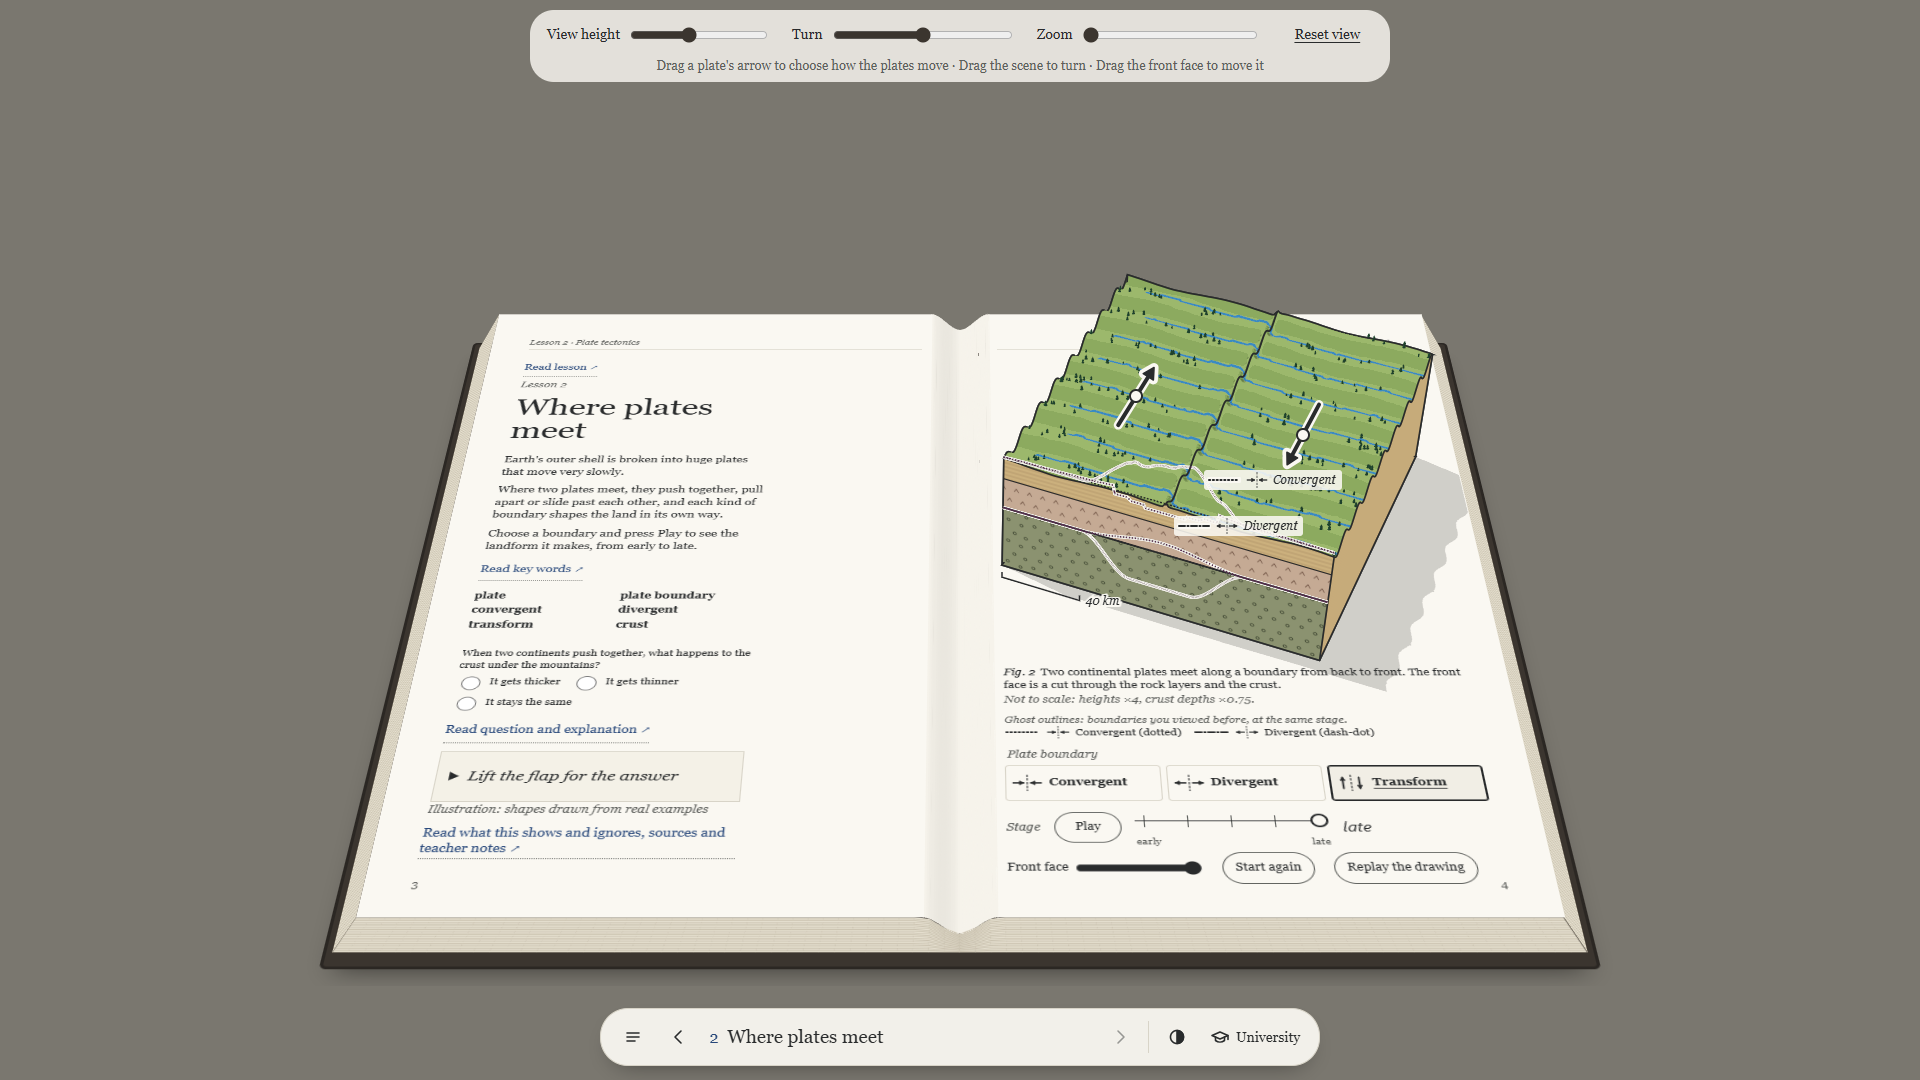 View height
Turn
Zoom
Reset view
Drag a plate's arrow to choose how the plates move · Drag the scene to turn · Drag the front face to move it
Lesson 2 · Plate tectonics
Read lesson ↗
Lesson 2
Where plates
meet
Earth's outer shell is broken into huge plates
that move very slowly.
Where two plates meet, they push together, pull
apart or slide past each other, and each kind of
boundary shapes the land in its own way.
Choose a boundary and press Play to see the
landform it makes, from early to late.
Read key words ↗
plate
plate boundary
convergent
divergent
transform
crust
When two continents push together, what happens to the
crust under the mountains?
It gets thicker
It gets thinner
It stays the same
Read question and explanation ↗
▶ Lift the flap for the answer
Illustration: shapes drawn from real examples
Read what this shows and ignores, sources and
teacher notes ↗
3
Convergent
Divergent
40 km
Fig. 2 Two continental plates meet along a boundary from back to front. The front
face is a cut through the rock layers and the crust.
Not to scale: heights ×4, crust depths ×0.75.
Ghost outlines: boundaries you viewed before, at the same stage.
Convergent (dotted)
Divergent (dash-dot)
Plate boundary
Convergent
Divergent
Transform
Stage
Play
late
early
late
Front face
Start again
Replay the drawing
4
2 Where plates meet
University